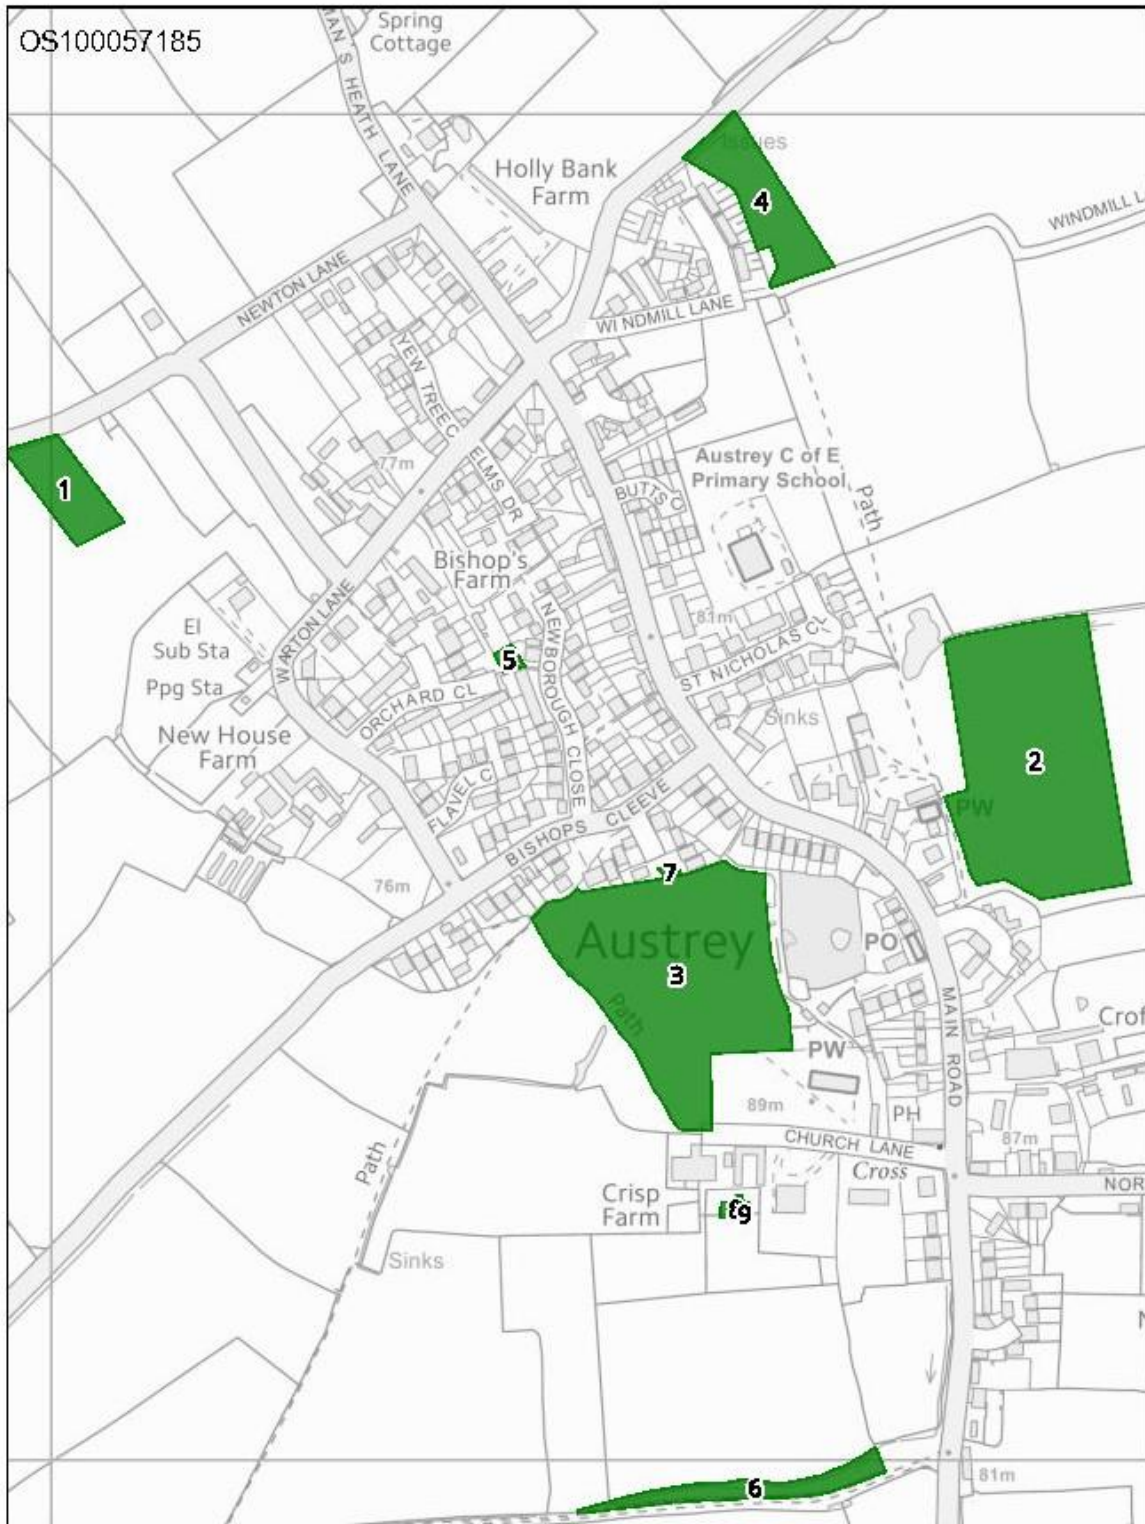 OS100057185
Spring
Cottage
MAN'S HEATH LANE
Issues
Holly Bank
Farm
4
WINDMILL L
NEWTON LANE
WINDMILL LANE
YEW TREE C
77m
ELMS DR
Austrey C of E
Primary School
1
BUTTS C
Path
Bishop's
Farm
WARTON LANE
NEWBOROUGH CLOSE
81m
El
Sub Sta
5
ST NICHOLAS CL
Ppg Sta
ORCHARD CL
Sinks
New House
Farm
2
FLAVEL C
PW
BISHOPS CLEEVE
76m
7
Austrey
PO
3
MAIN ROAD
Path
Crof
PW
89m
PH
CHURCH LANE
87m
Path
Cross
NOR
Crisp
Farm
8
9
Sinks
N
6
81m